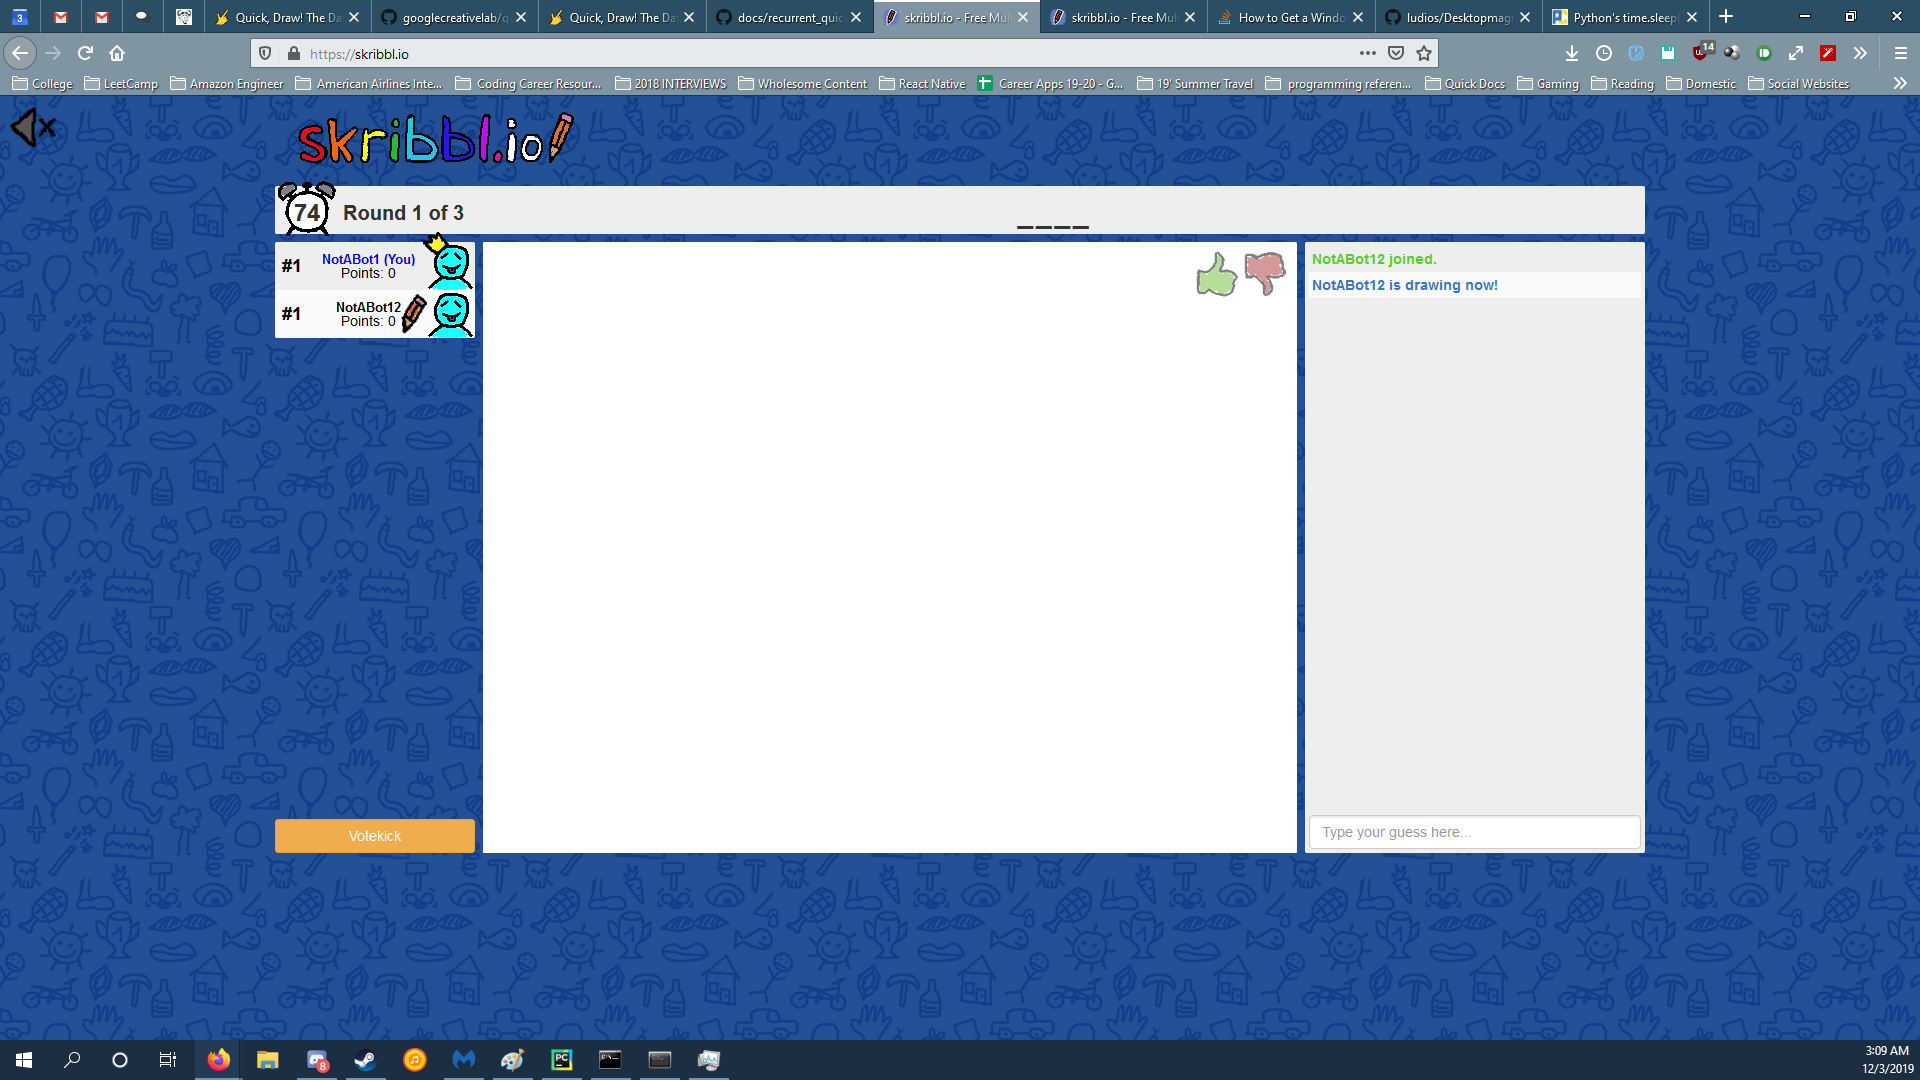 3
Quick, Draw! The Da
googlecreativelab/q
Quick, Draw! The Da
docs/recurrent_quic
skribbl.io - Free Mul
skribbl.io - Free Mul
How to Get a Windo
ludios/Desktopmag
Python's time.sleep(
https://skribbl.io
14
College
LeetCamp
Amazon Engineer
American Airlines Inte...
Coding Career Resour...
2018 INTERVIEWS
Wholesome Content
React Native
Career Apps 19-20 - G...
19' Summer Travel
programming referen...
Quick Docs
Gaming
Reading
Domestic
Social Websites
skribbl.io
74
Round 1 of 3
_ _ _ _
#1
NotABot1 (You)
Points: 0
#1
NotABot12
Points: 0
NotABot12 joined.
NotABot12 is drawing now!
Votekick
Type your guess here...
8
PC
3:09 AM
12/3/2019